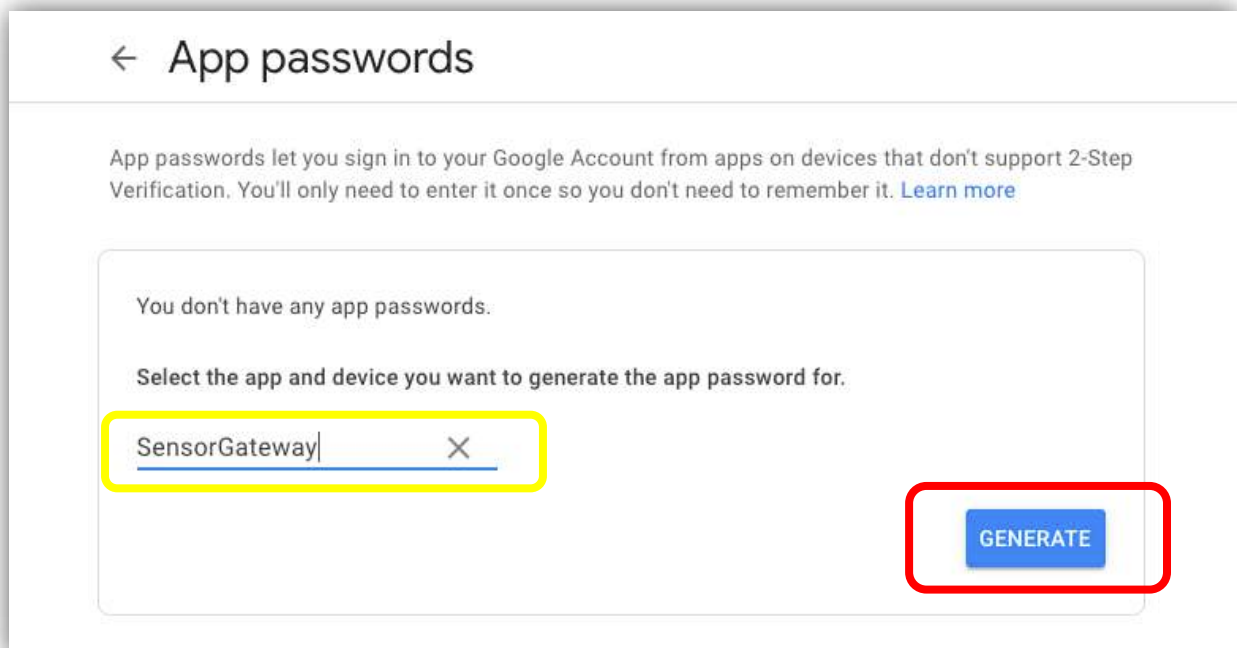 App passwords
App passwords let you sign in to your Google Account from apps on devices that don't support 2-Step
Verification. You'll only need to enter it once so you don't need to remember it. Learn more
You don't have any app passwords.
Select the app and device you want to generate the app password for.
SensorGateway
GENERATE